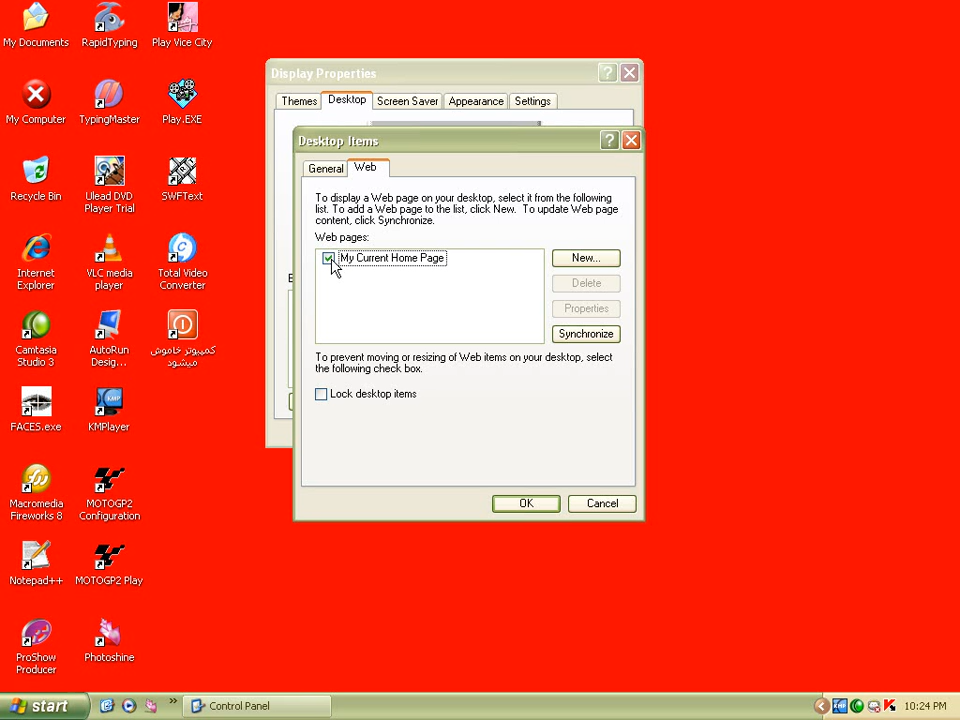 My Documents
RapidTyping
Play Vice City
My Computer
TypingMaster
Play.EXE
Recycle Bin
Ulead DVD
Player Trial
SWFText
Internet
Explorer
VLC media
player
Total Video
Converter
Camtasia
Studio 3
AutoRun
Desig...
کمپیوتر خاموش
میشود
FACES.exe
KMP
KMPlayer
Macromedia
Fireworks 8
MOTOGP2
Configuration
Notepad++
MOTOGP2 Play
ProShow
Producer
Photoshine
Display Properties
Themes
Desktop
Screen Saver
Appearance
Settings
Desktop Items
General
Web
To display a Web page on your desktop, select it from the following
list. To add a Web page to the list, click New. To update Web page
content, click Synchronize.
Web pages:
My Current Home Page
New...
Delete
Properties
Synchronize
To prevent moving or resizing of Web items on your desktop, select
the following check box.
Lock desktop items
OK
Cancel
start
Control Panel
KMP
10:24 PM